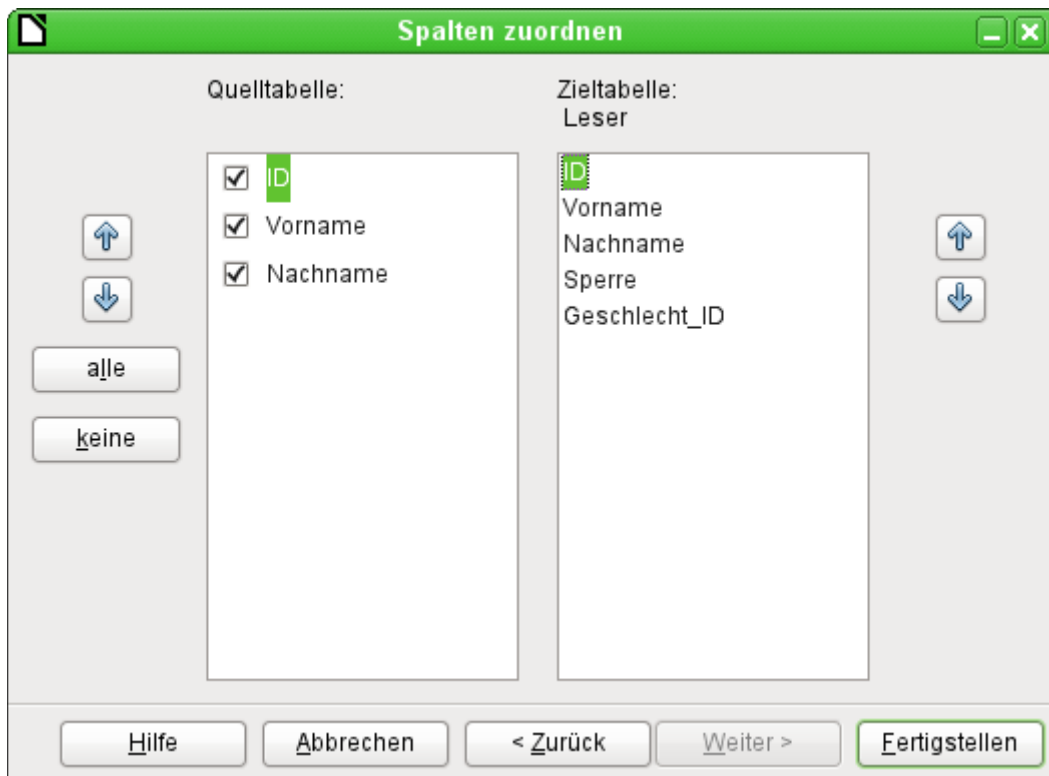 Spalten zuordnen
Quelltabelle:
Zieltabelle:
Leser
ID
Vorname
Nachname
ID
Vorname
Nachname
Sperre
Geschlecht_ID
alle
keine
Hilfe
Abbrechen
< Zurück
Weiter >
Fertigstellen